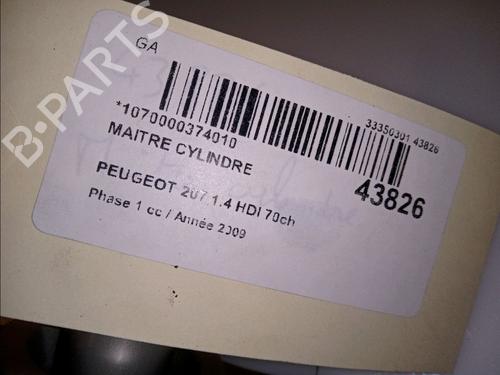 B-PARTS
GA
33350301 43826
*1070000374010
MAITRE CYLINDRE
43826
PEUGEOT 207 1.4 HDI 70ch
Phase 1 cc / Année 2009